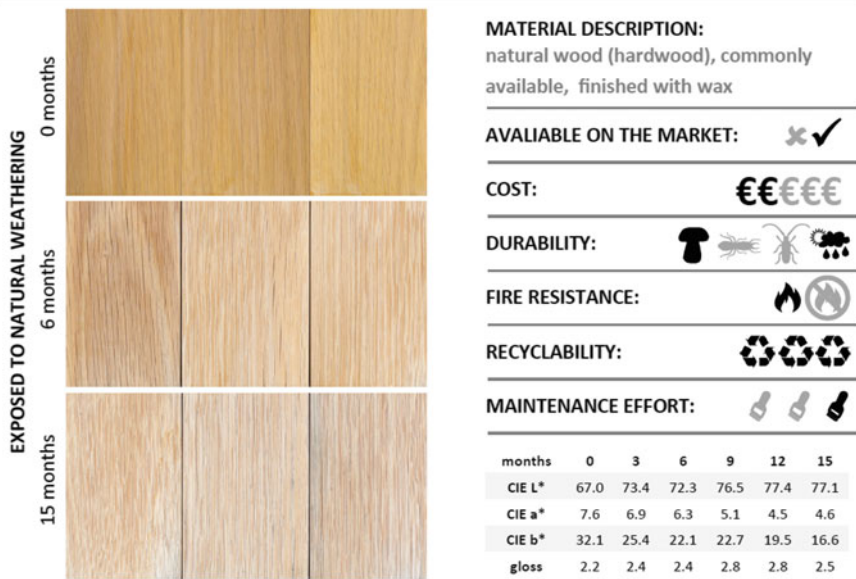 EXPOSED TO NATURAL WEATHERING
0 months
6 months
15 months
MATERIAL DESCRIPTION:
natural wood (hardwood), commonly
available, finished with wax
AVALIABLE ON THE MARKET:
COST: €€€€€
DURABILITY:
FIRE RESISTANCE:
RECYCLABILITY:
MAINTENANCE EFFORT:
months 0 3 6 9 12 15
CIE L* 67.0 73.4 72.3 76.5 77.4 77.1
CIE a* 7.6 6.9 6.3 5.1 4.5 4.6
CIE b* 32.1 25.4 22.1 22.7 19.5 16.6
gloss 2.2 2.4 2.4 2.8 2.8 2.5